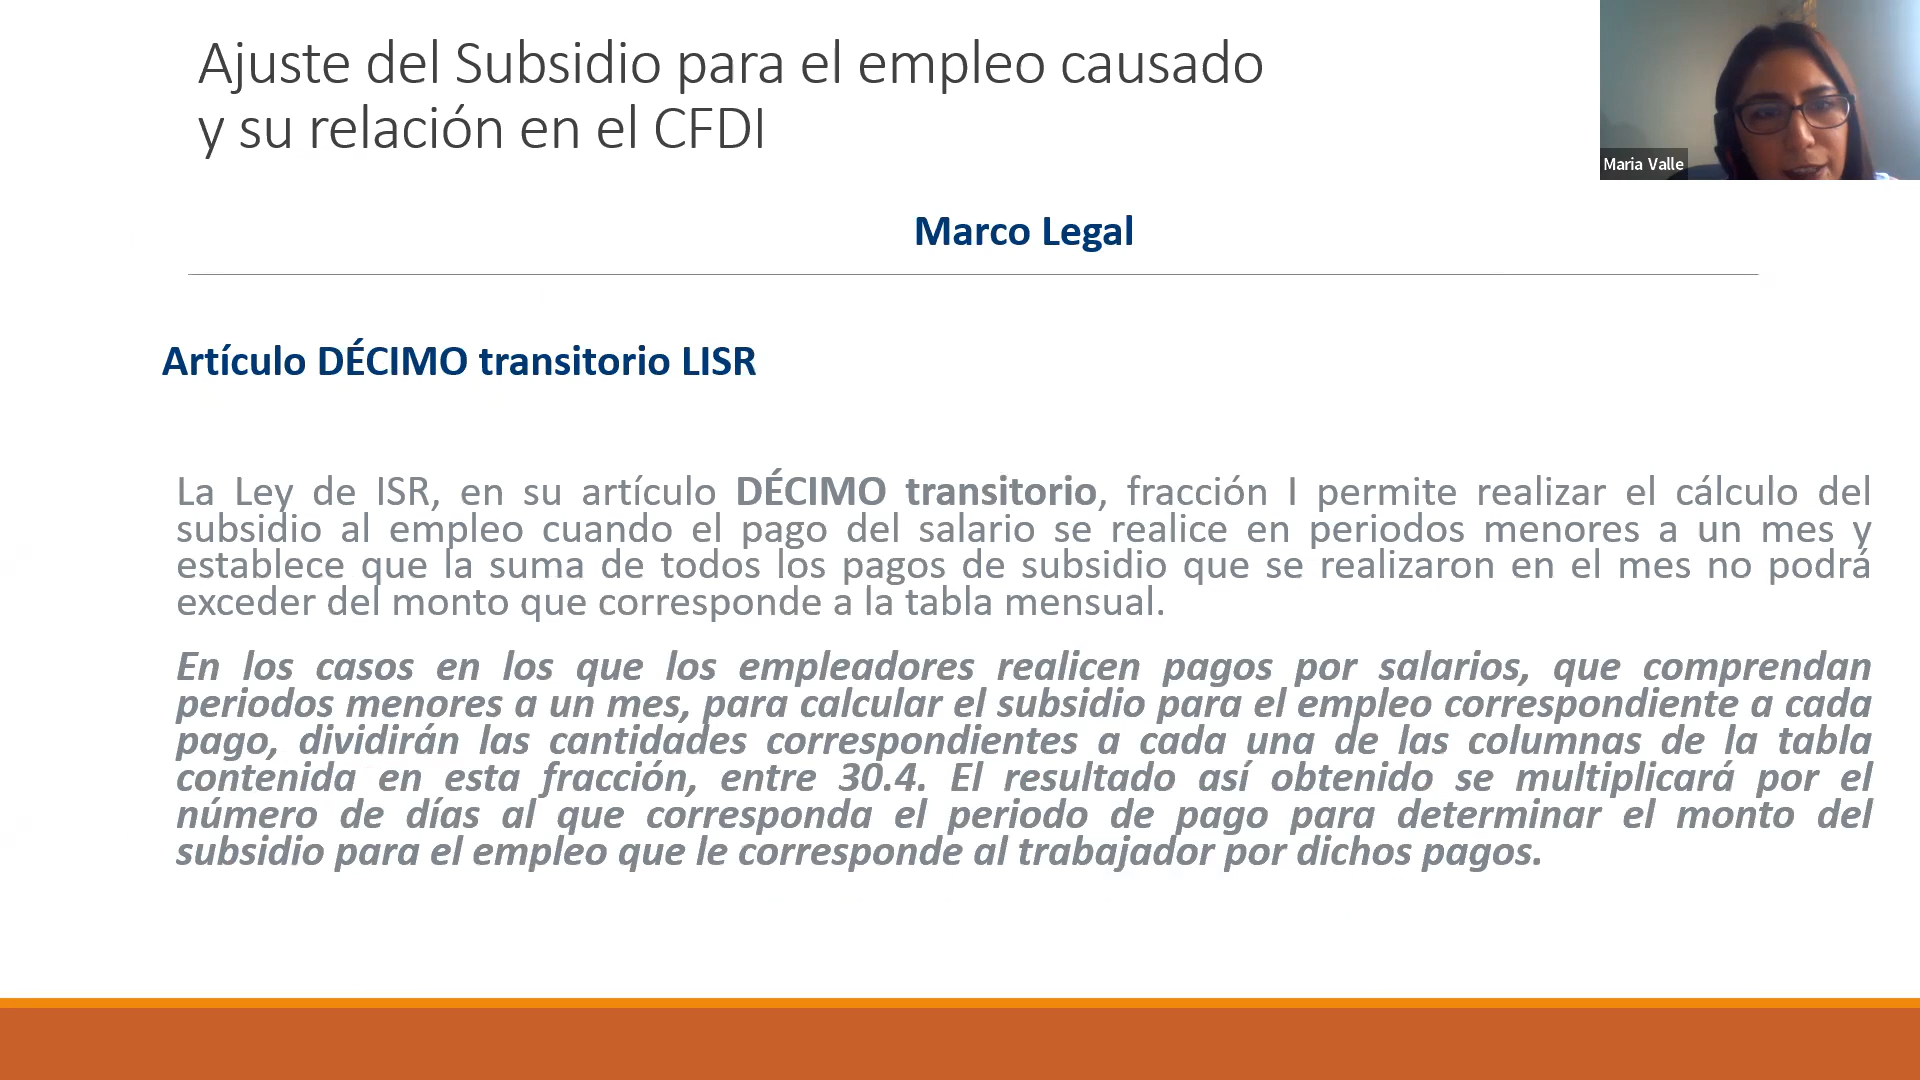 Ajuste del Subsidio para el empleo causado
y su relación en el CFDI
Maria Valle
Marco Legal
Artículo DÉCIMO transitorio LISR
La Ley de ISR, en su artículo DÉCIMO transitorio, fracción I permite realizar el cálculo del
subsidio al empleo cuando el pago del salario se realice en periodos menores a un mes y
establece que la suma de todos los pagos de subsidio que se realizaron en el mes no podrá
exceder del monto que corresponde a la tabla mensual.
En los casos en los que los empleadores realicen pagos por salarios, que comprendan
periodos menores a un mes, para calcular el subsidio para el empleo correspondiente a cada
pago, dividirán las cantidades correspondientes a cada una de las columnas de la tabla
contenida en esta fracción, entre 30.4. El resultado así obtenido se multiplicará por el
número de días al que corresponda el periodo de pago para determinar el monto del
subsidio para el empleo que le corresponde al trabajador por dichos pagos.